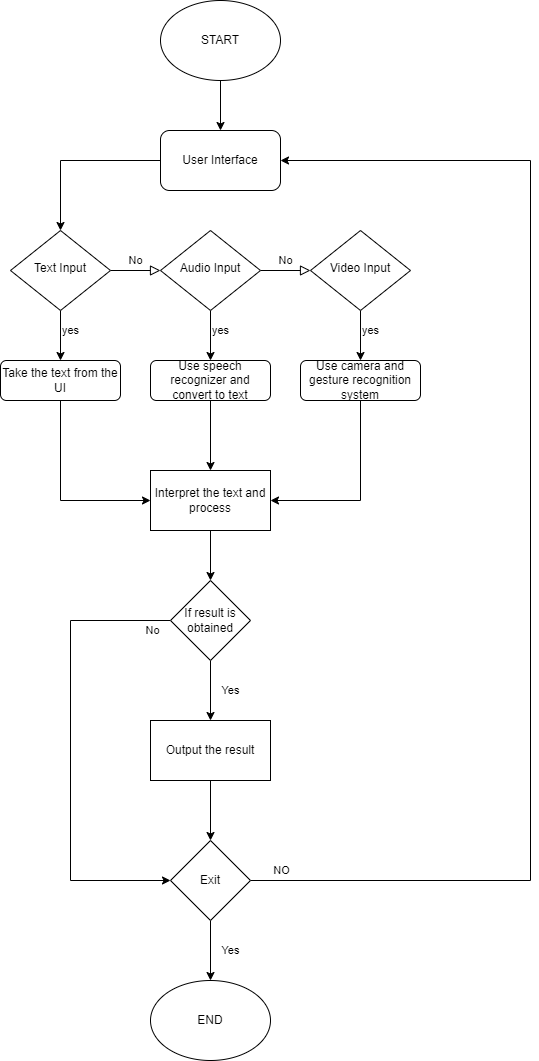 START
User Interface
Text Input
No
Audio Input
No
Video Input
yes
yes
yes
Take the text from the
UI
Use speech
recognizer and
convert to text
Use camera and
gesture recognition
system
Interpret the text and
process
If result is
obtained
No
Yes
Output the result
Exit
NO
Yes
END